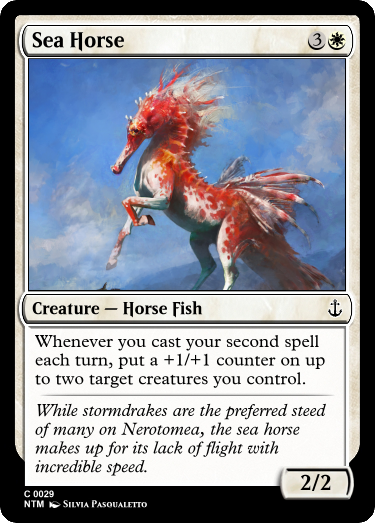 Sea Horse 3
Creature — Horse Fish
Whenever you cast your second spell
each turn, put a +1/+1 counter on up
to two target creatures you control.
While stormdrakes are the preferred steed
of many on Nerotomea, the sea horse
makes up for its lack of flight with
incredible speed.
2/2
C 0029
NTM Silvia Pasqualetto